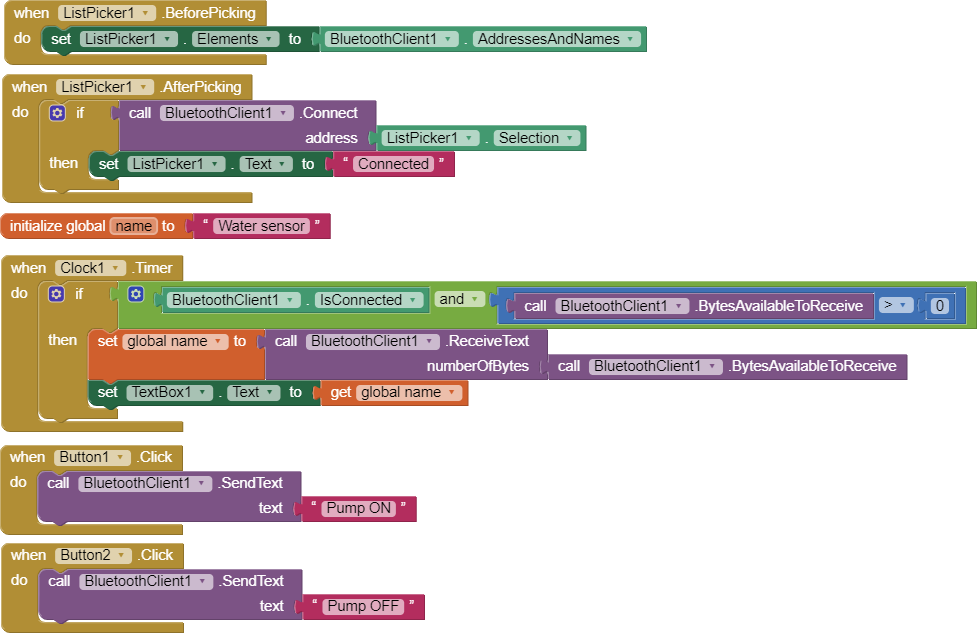 when ListPicker1 .BeforePicking
do set ListPicker1 . Elements to BluetoothClient1 . AddressesAndNames
when ListPicker1 .AfterPicking
do if call BluetoothClient1 .Connect
address ListPicker1 . Selection
then set ListPicker1 . Text to " Connected "
initialize global name to " Water sensor "
when Clock1 .Timer
do if BluetoothClient1 . IsConnected and call BluetoothClient1 .BytesAvailableToReceive > 0
then set global name to call BluetoothClient1 .ReceiveText
numberOfBytes call BluetoothClient1 .BytesAvailableToReceive
set TextBox1 . Text to get global name
when Button1 .Click
do call BluetoothClient1 .SendText
text " Pump ON "
when Button2 .Click
do call BluetoothClient1 .SendText
text " Pump OFF "